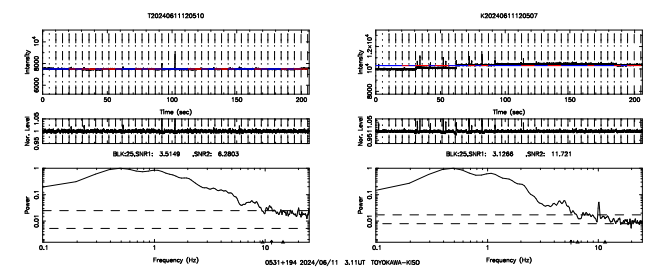 T20240611120510
Intensity
10⁴
8000
6000
0 50 100 150 200
Time (sec)
Nor. Level
1.05
1
0.95
BLK:25,SNR1: 3.5149 ,SNR2: 6.2803
Power
1
0.1
0.01
0.1 1 10
Frequency (Hz)
K20240611120507
Intensity
1.2×10⁴
10⁴
8000
0 50 100 150 200
Time (sec)
Nor. Level
1.05
1
0.95
BLK:25,SNR1: 3.1266 ,SNR2: 11.721
Power
1
0.1
0.01
0.1 1 10
Frequency (Hz)
0531+194 2024/06/11 3.11UT TOYOKAWA-KISO